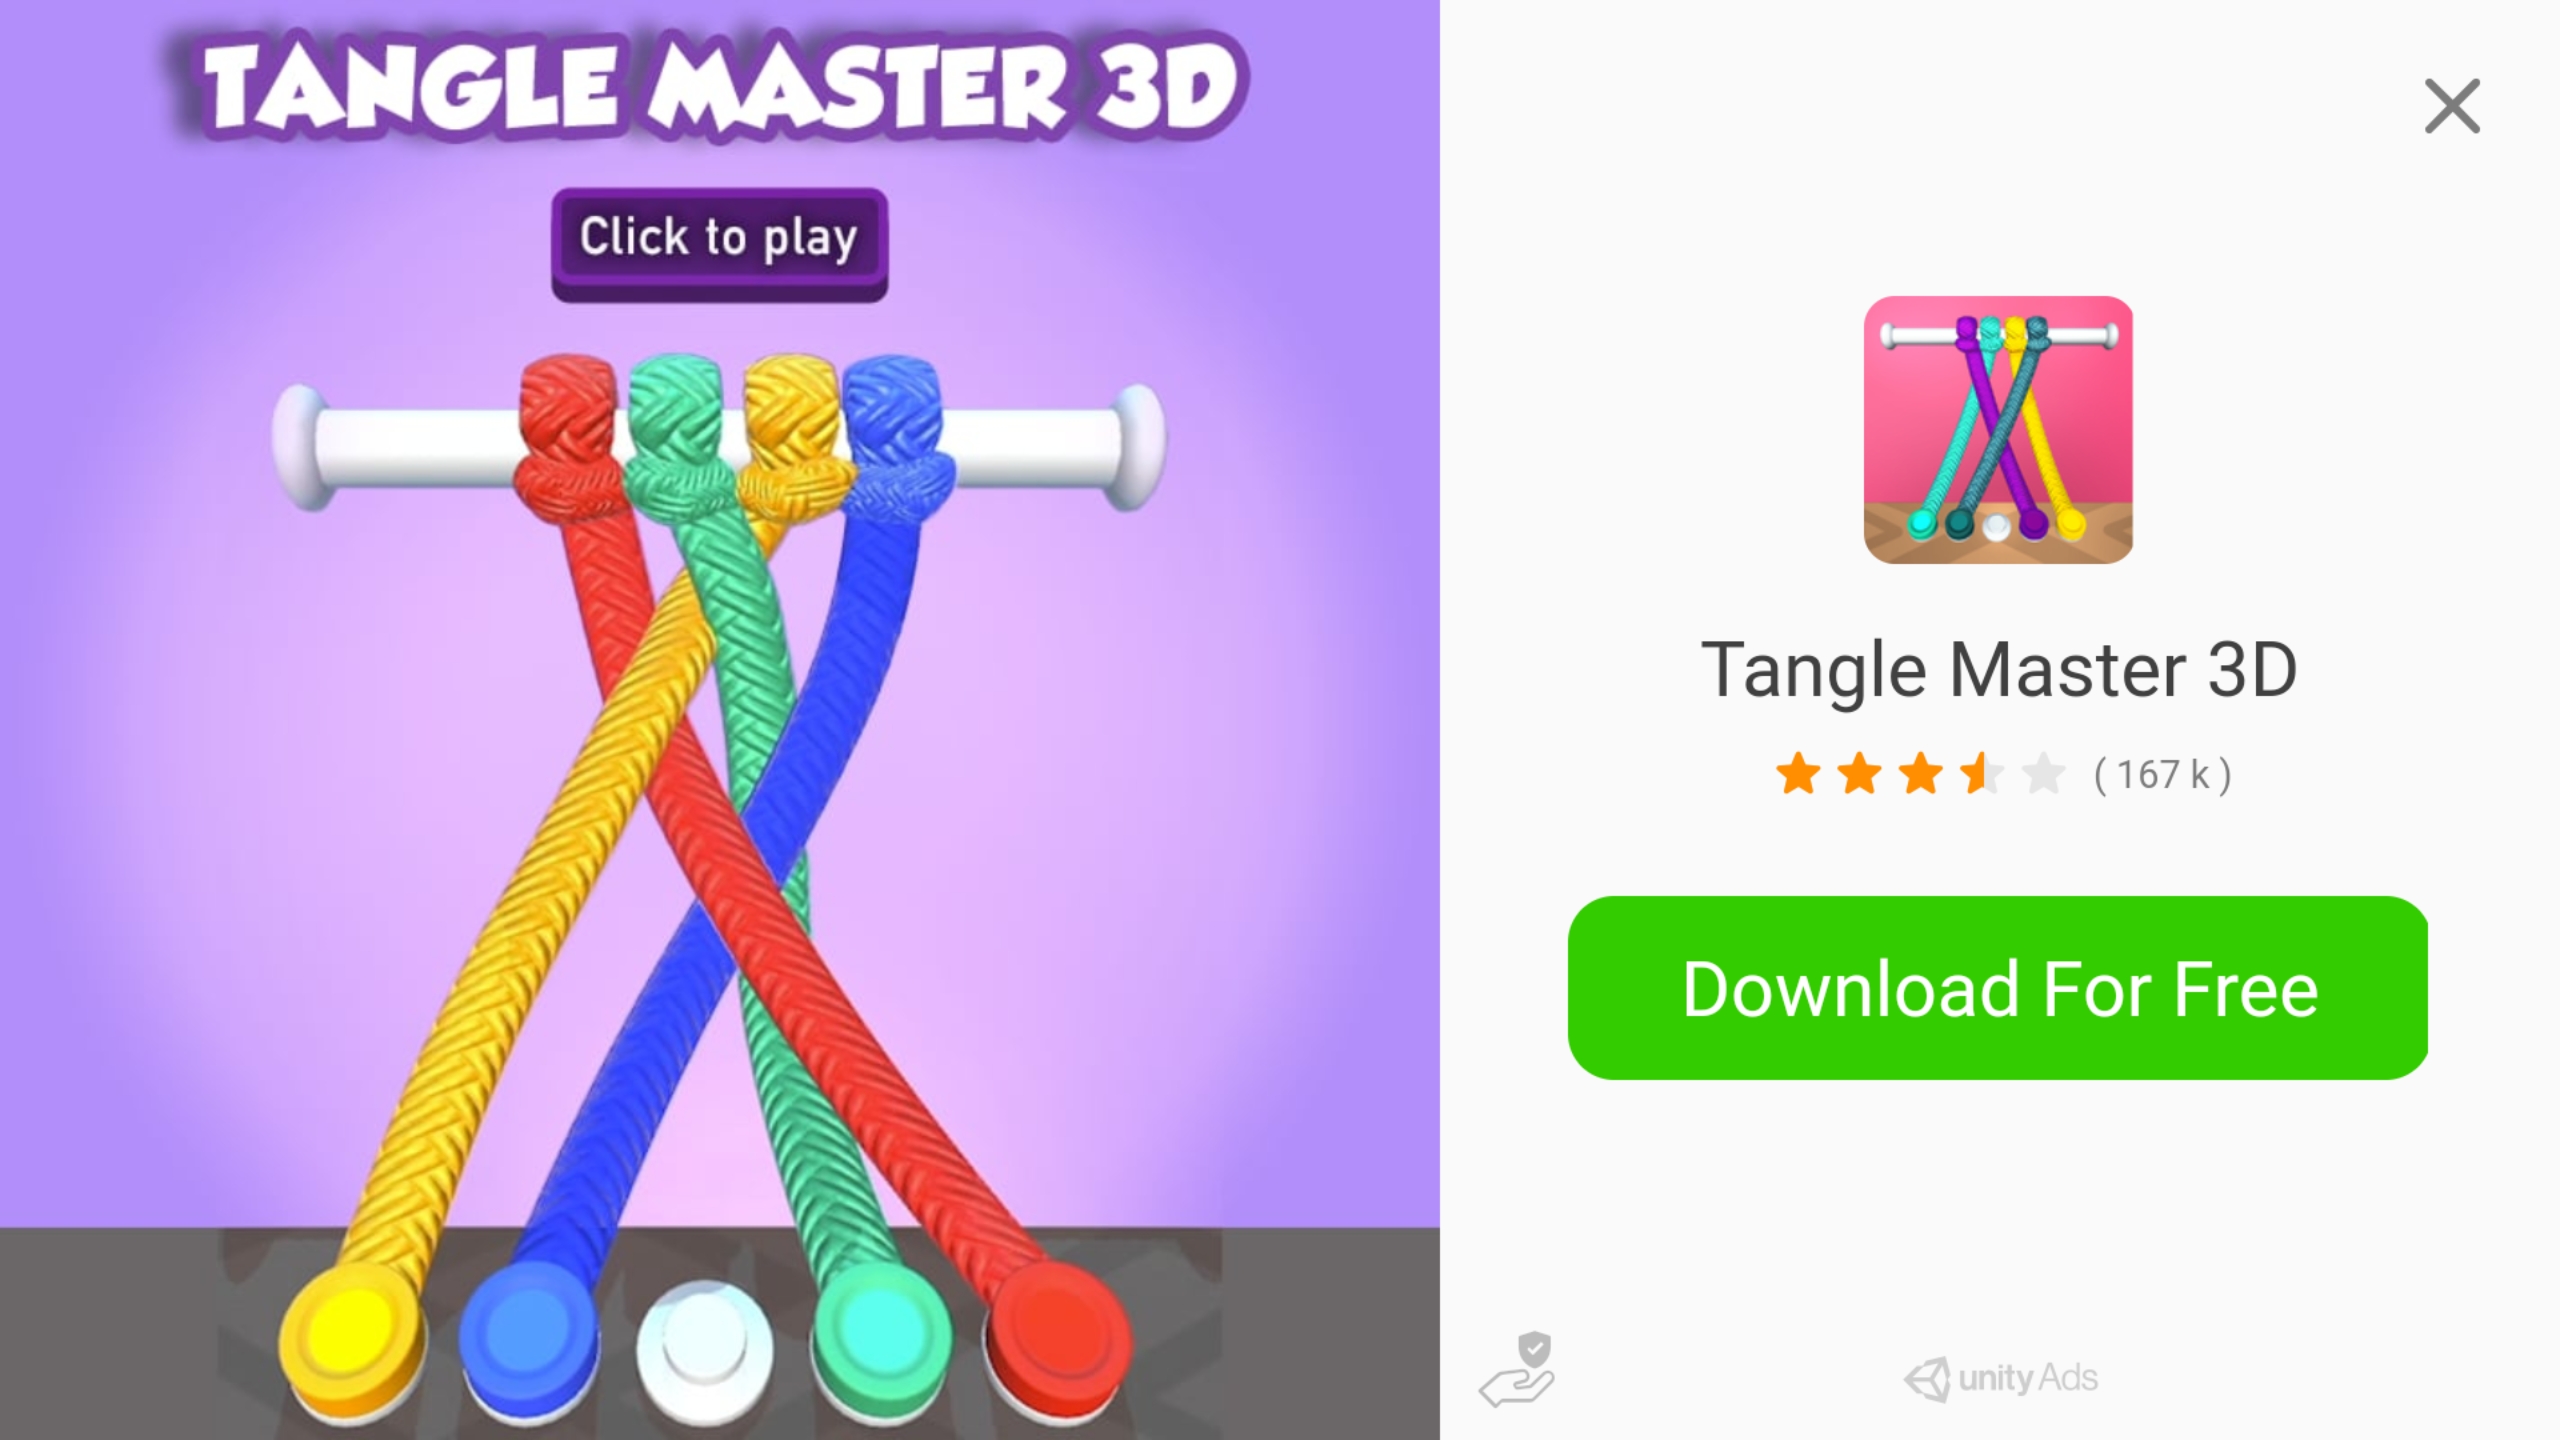 TANGLE MASTER 3D
Click to play
Tangle Master 3D
( 167 k )
Download For Free
unity Ads